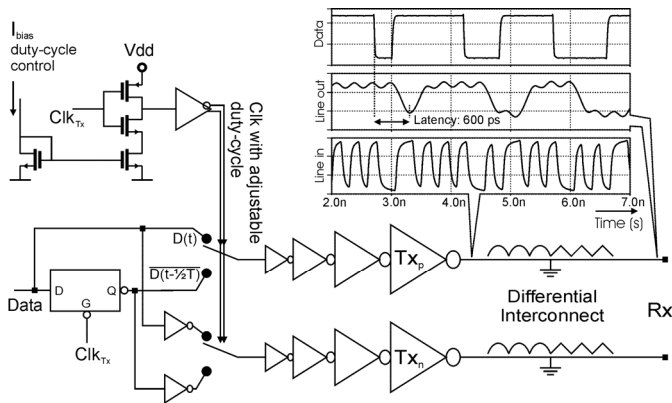 I bias
duty-cycle
control
Vdd
Clk Tx
Clk with adjustable
duty-cycle
Data
Line out
Line in
Latency: 600 ps
2.0n 3.0n 4.0n 5.0n 6.0n 7.0n
Time (s)
D(t)
D(t-½T)
Data
D Q
G
Clk Tx
Tx p
Tx n
Differential
Interconnect
Rx